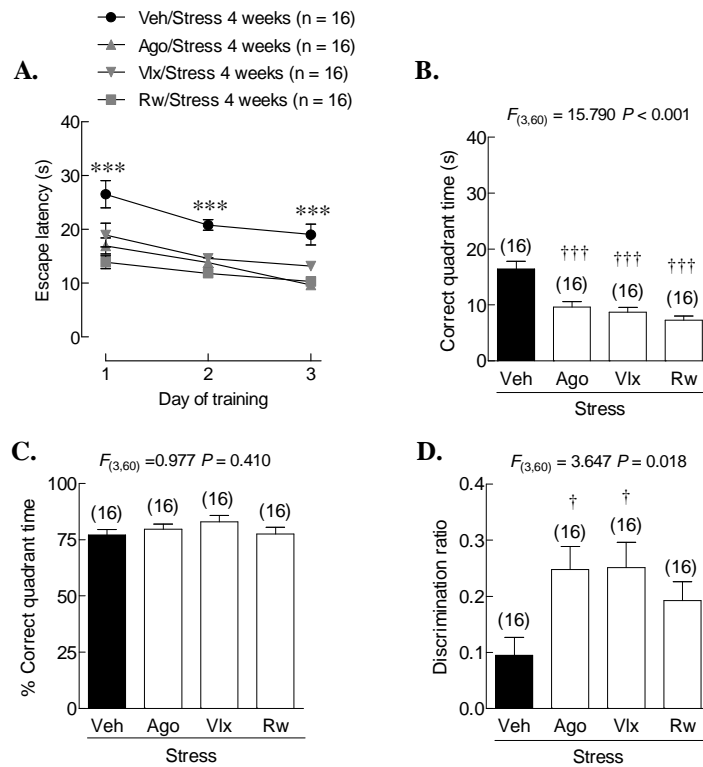 Veh/Stress 4 weeks (n = 16)
Ago/Stress 4 weeks (n = 16)
Vlx/Stress 4 weeks (n = 16)
Rw/Stress 4 weeks (n = 16)
A.
40
30
20
10
0
Escape latency (s)
***
***
***
1
2
3
Day of training
B.
F(3,60) = 15.790 P < 0.001
40
30
20
10
0
Correct quadrant time (s)
(16)
†††
(16)
†††
(16)
†††
(16)
Veh
Ago
Vlx
Rw
Stress
C.
F(3,60) =0.977 P = 0.410
100
75
50
25
0
% Correct quadrant time
(16)
(16)
(16)
(16)
Veh
Ago
Vlx
Rw
Stress
D.
F(3,60) = 3.647 P = 0.018
0.4
0.3
0.2
0.1
0.0
Discrimination ratio
(16)
†
(16)
†
(16)
(16)
Veh
Ago
Vlx
Rw
Stress